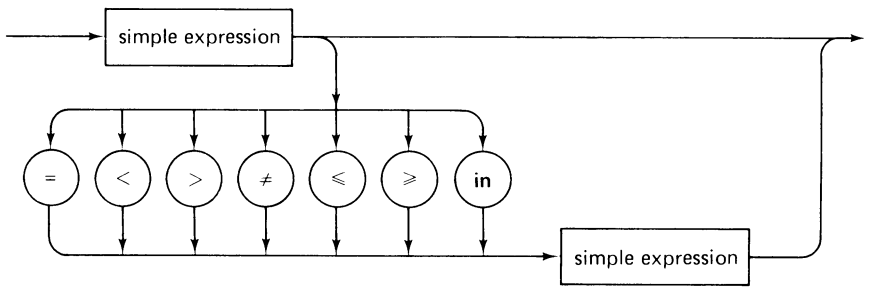 simple expression
= < > ≠ ⩽ ⩾ in
simple expression